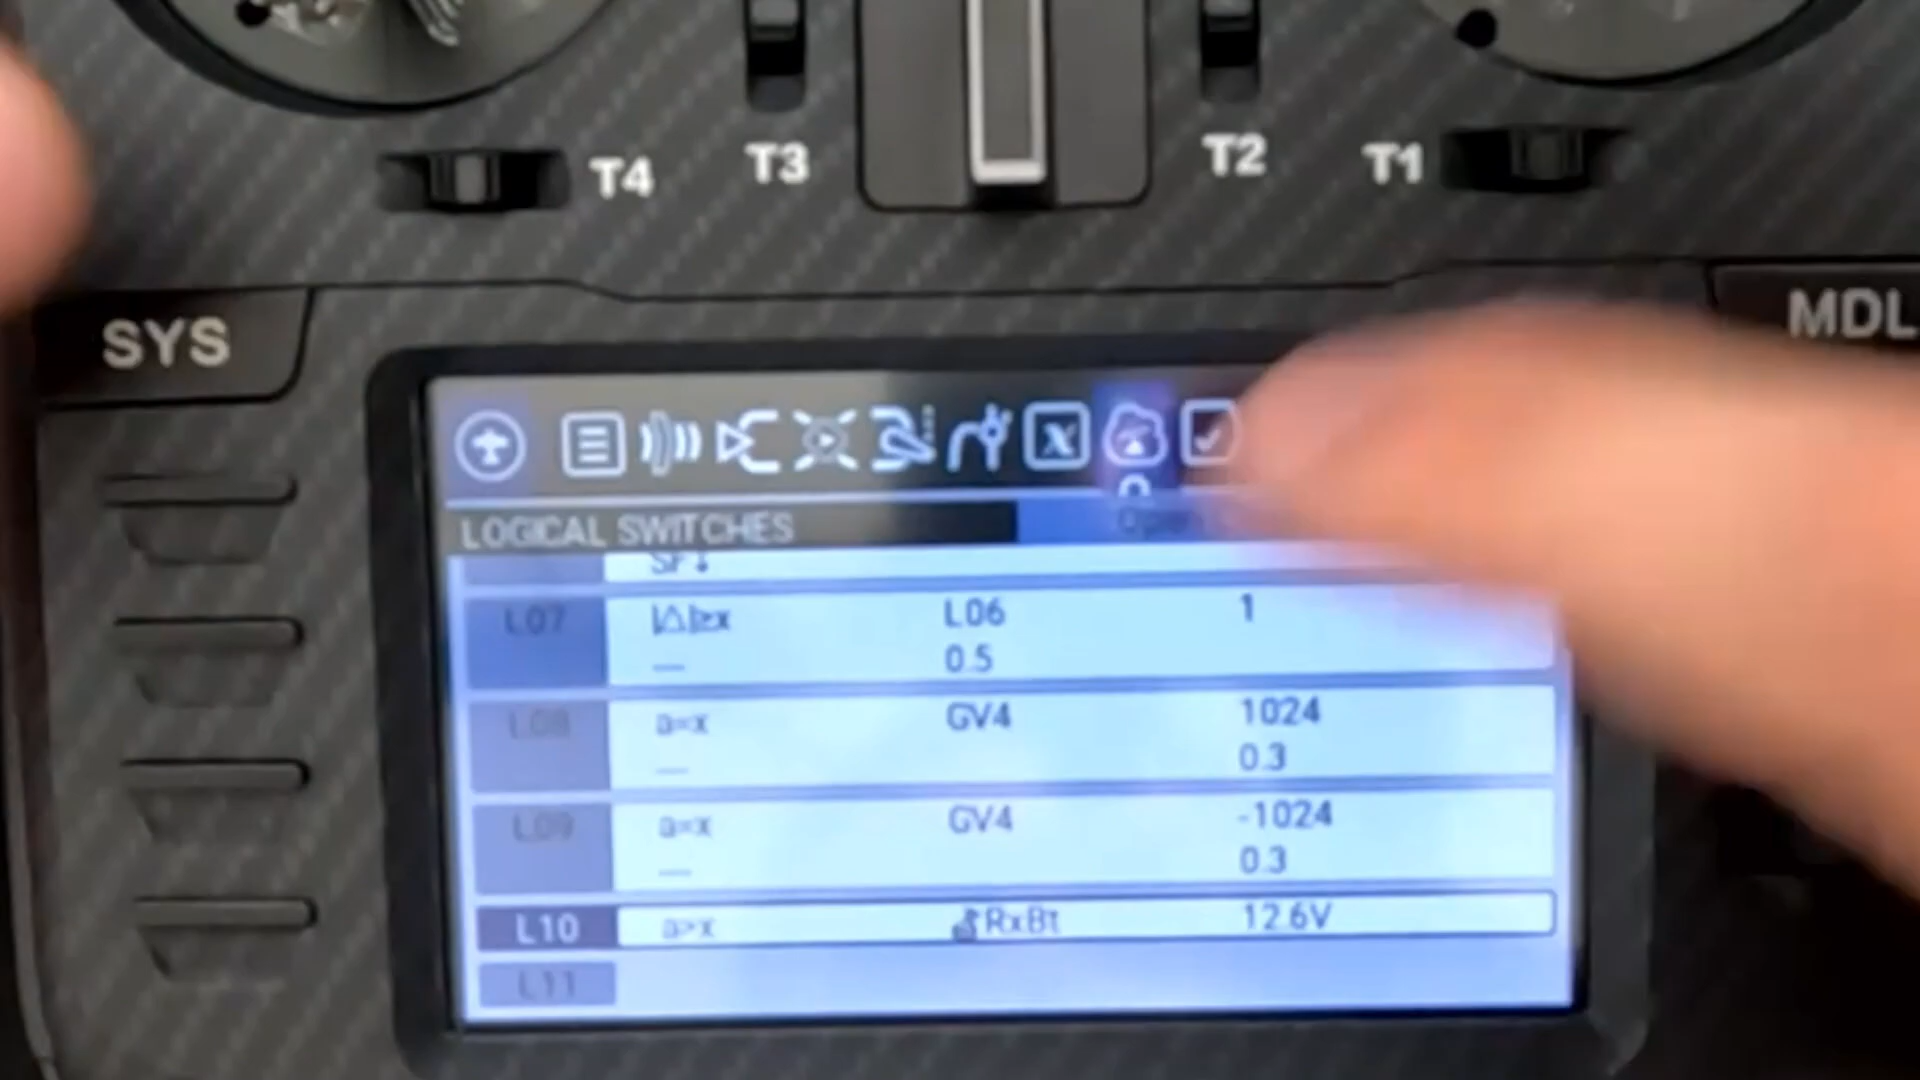 T4 T3 T2 T1
SYS
MDL
LOGICAL SWITCHES
SF↓
L07 |Δ|≥x L06 1
--- 0.5
L08 a=x GV4 1024
--- 0.3
L09 a=x GV4 -1024
--- 0.3
L10 a>x RxBt 12.6V
L11